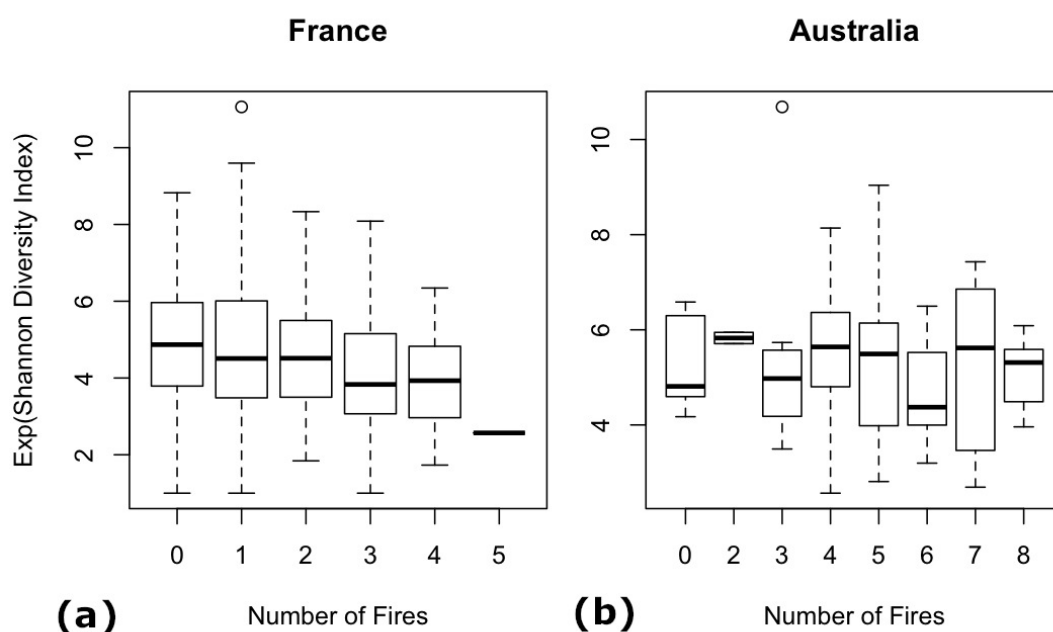 France
Exp(Shannon Diversity Index)
10
8
6
4
2
0 1 2 3 4 5
(a) Number of Fires
Australia
10
8
6
4
0 2 3 4 5 6 7 8
(b) Number of Fires